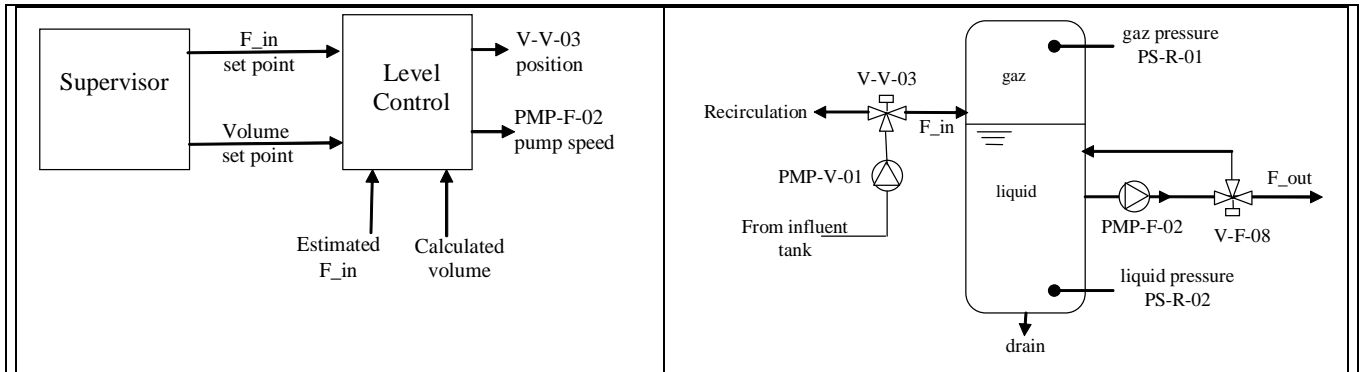 Supervisor
F_in
set point
Volume
set point
Level
Control
V-V-03
position
PMP-F-02
pump speed
Estimated
F_in
Calculated
volume
gaz pressure
PS-R-01
gaz
V-V-03
Recirculation
F_in
PMP-V-01
liquid
From influent
tank
F_out
PMP-F-02
V-F-08
liquid pressure
PS-R-02
drain